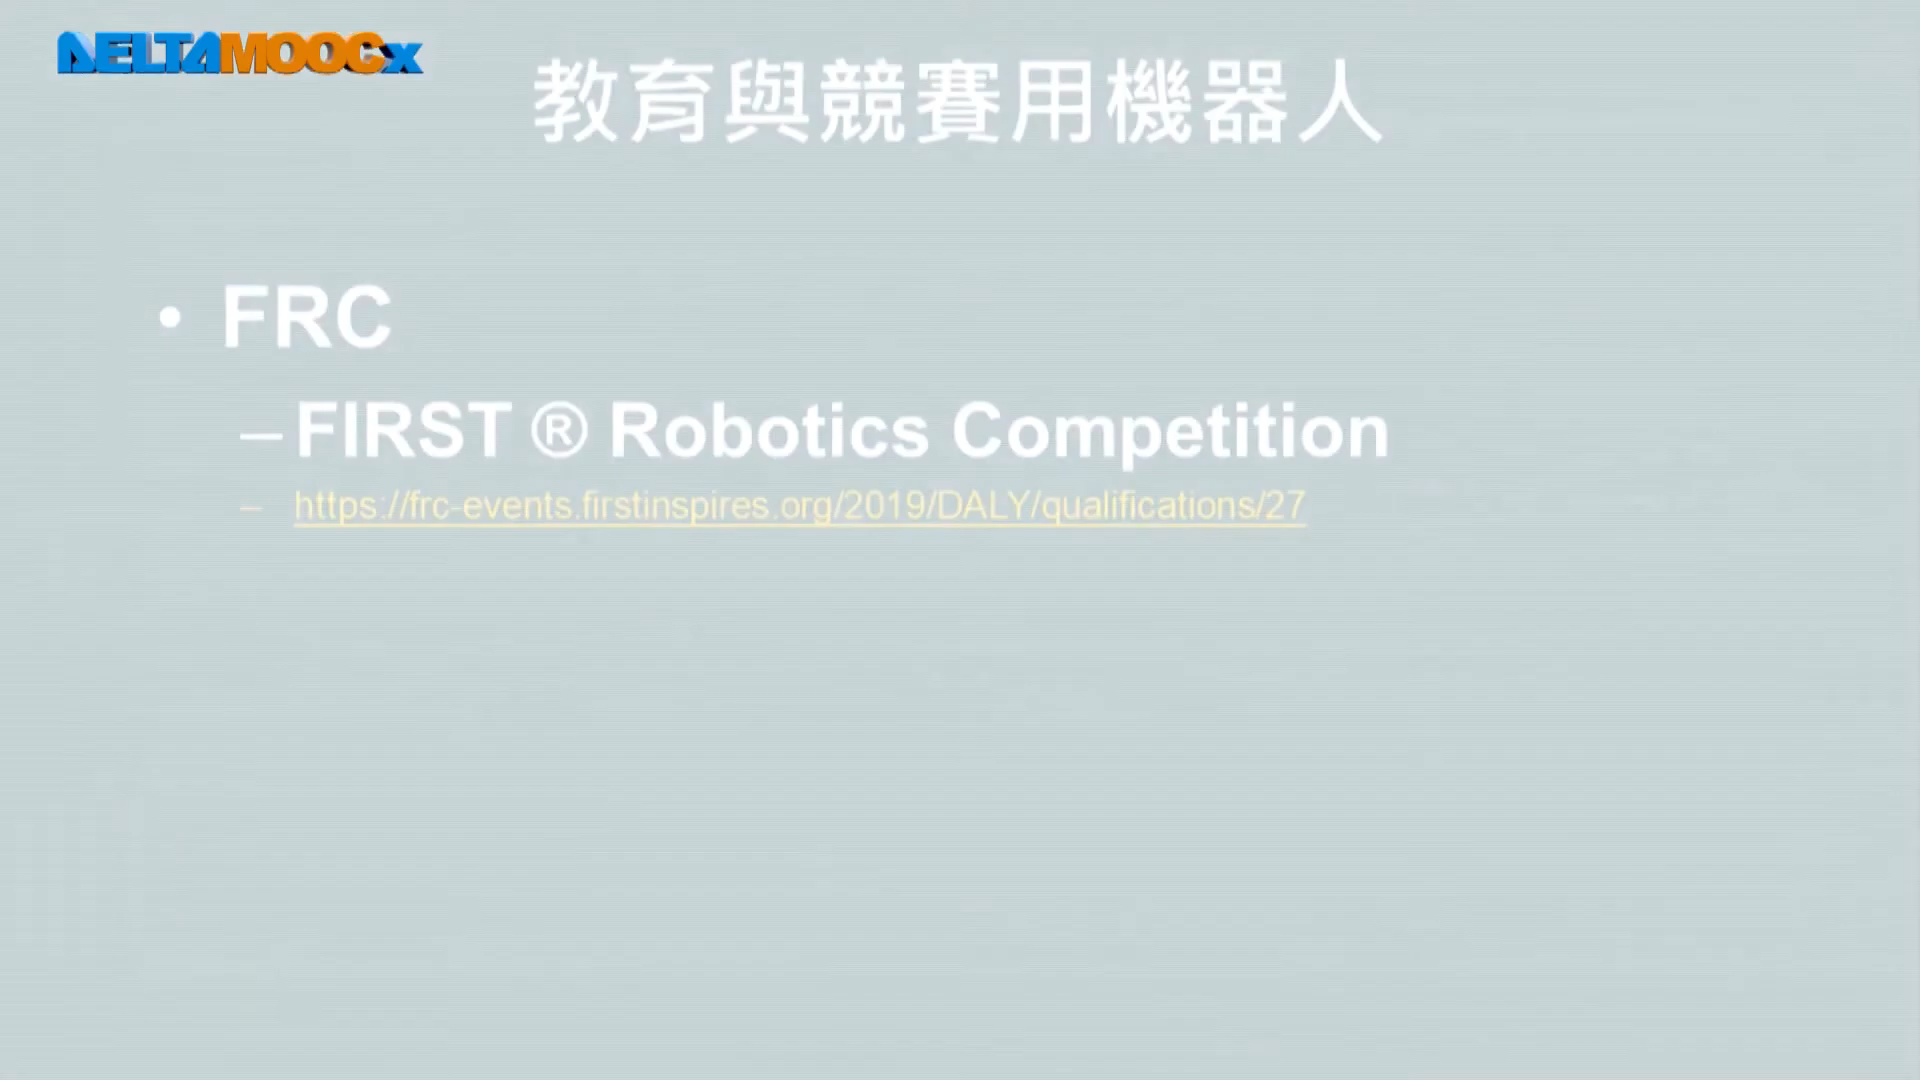 DELTAMOOCx
教育與競賽用機器人
• FRC
– FIRST ® Robotics Competition
– https://frc-events.firstinspires.org/2019/DALY/qualifications/27